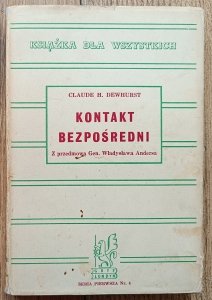 KSIĄŻKA DLA WSZYSTKICH
CLAUDE H. DEWHURST
KONTAKT
BEZPOŚREDNI
Z przedmową Gen. Władysława Andersa
SERIA PIERWSZA Nr. 4